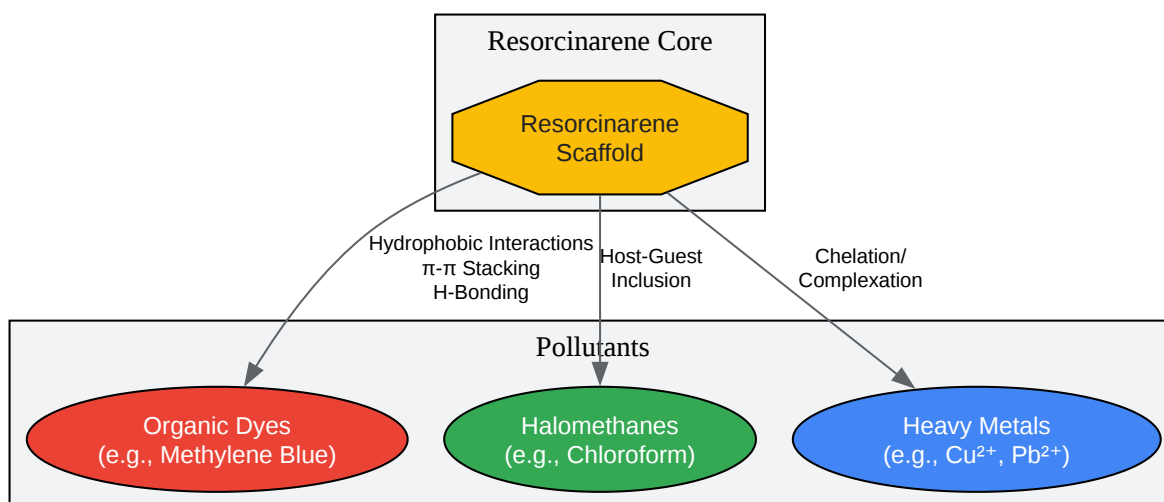 Resorcinarene Core
Resorcinarene
Scaffold
Hydrophobic Interactions
π-π Stacking
H-Bonding
Host-Guest
Inclusion
Chelation/
Complexation
Pollutants
Organic Dyes
(e.g., Methylene Blue)
Halomethanes
(e.g., Chloroform)
Heavy Metals
(e.g., Cu²⁺, Pb²⁺)